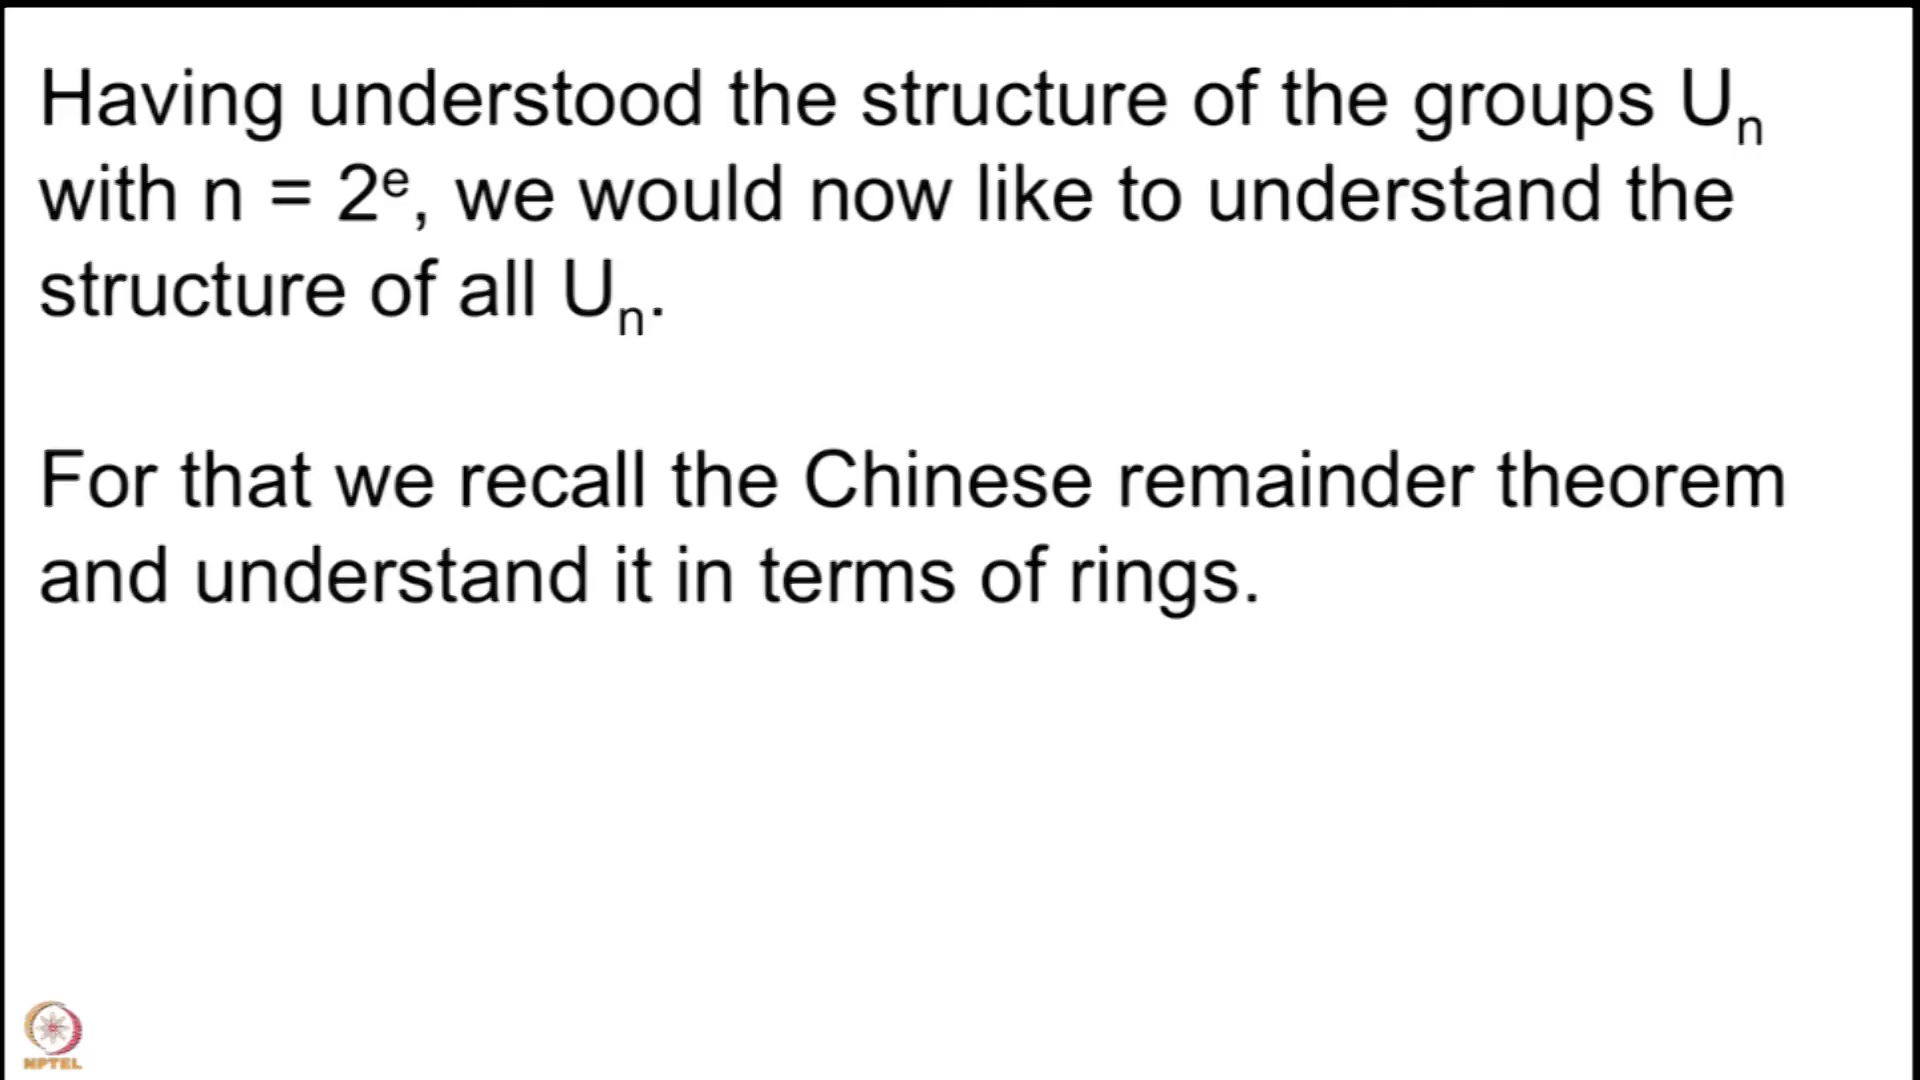 Having understood the structure of the groups Uₙ
with n = 2ᵉ, we would now like to understand the
structure of all Uₙ.
For that we recall the Chinese remainder theorem
and understand it in terms of rings.
NPTEL